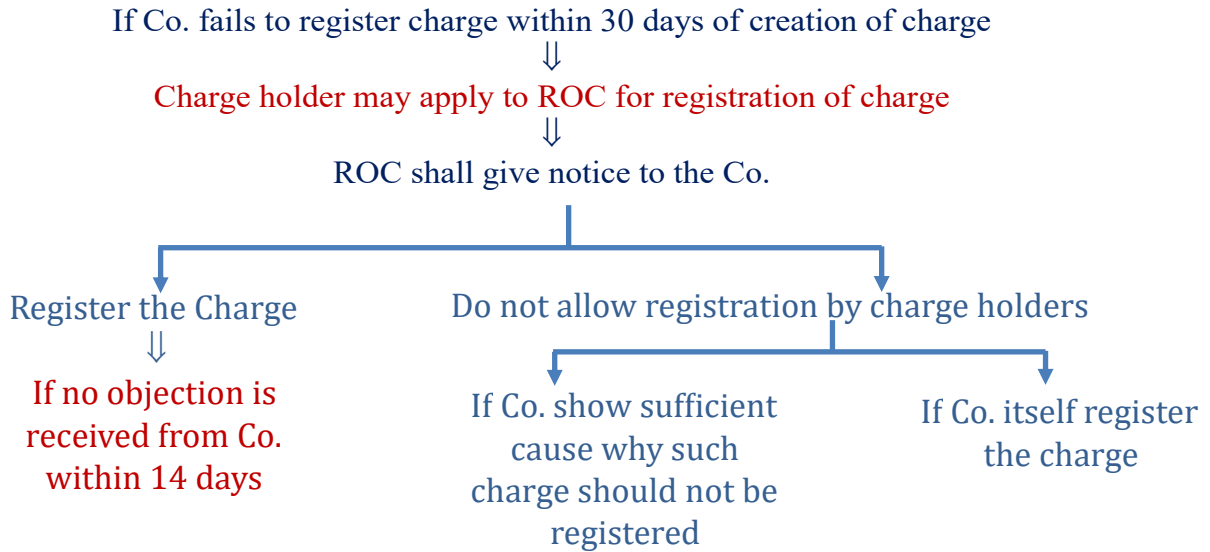 If Co. fails to register charge within 30 days of creation of charge
⇓
Charge holder may apply to ROC for registration of charge
⇓
ROC shall give notice to the Co.
Register the Charge
⇓
If no objection is
received from Co.
within 14 days
Do not allow registration by charge holders
If Co. show sufficient
cause why such
charge should not be
registered
If Co. itself register
the charge